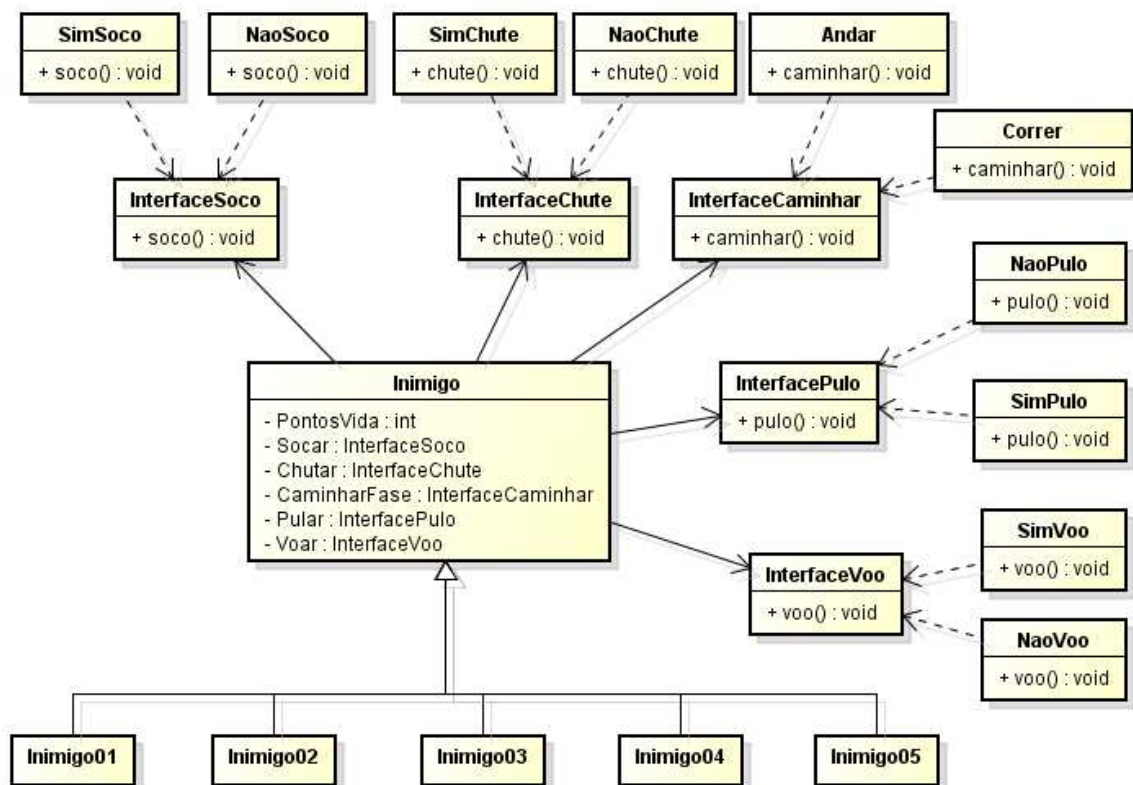 SimSoco
+ soco() : void
NaoSoco
+ soco() : void
SimChute
+ chute() : void
NaoChute
+ chute() : void
Andar
+ caminhar() : void
Correr
+ caminhar() : void
InterfaceSoco
+ soco() : void
InterfaceChute
+ chute() : void
InterfaceCaminhar
+ caminhar() : void
NaoPulo
+ pulo() : void
Inimigo
- PontosVida : int
- Socar : InterfaceSoco
- Chutar : InterfaceChute
- CaminharFase : InterfaceCaminhar
- Pular : InterfacePulo
- Voar : InterfaceVoo
InterfacePulo
+ pulo() : void
SimPulo
+ pulo() : void
SimVoo
+ voo() : void
InterfaceVoo
+ voo() : void
NaoVoo
+ voo() : void
Inimigo01
Inimigo02
Inimigo03
Inimigo04
Inimigo05